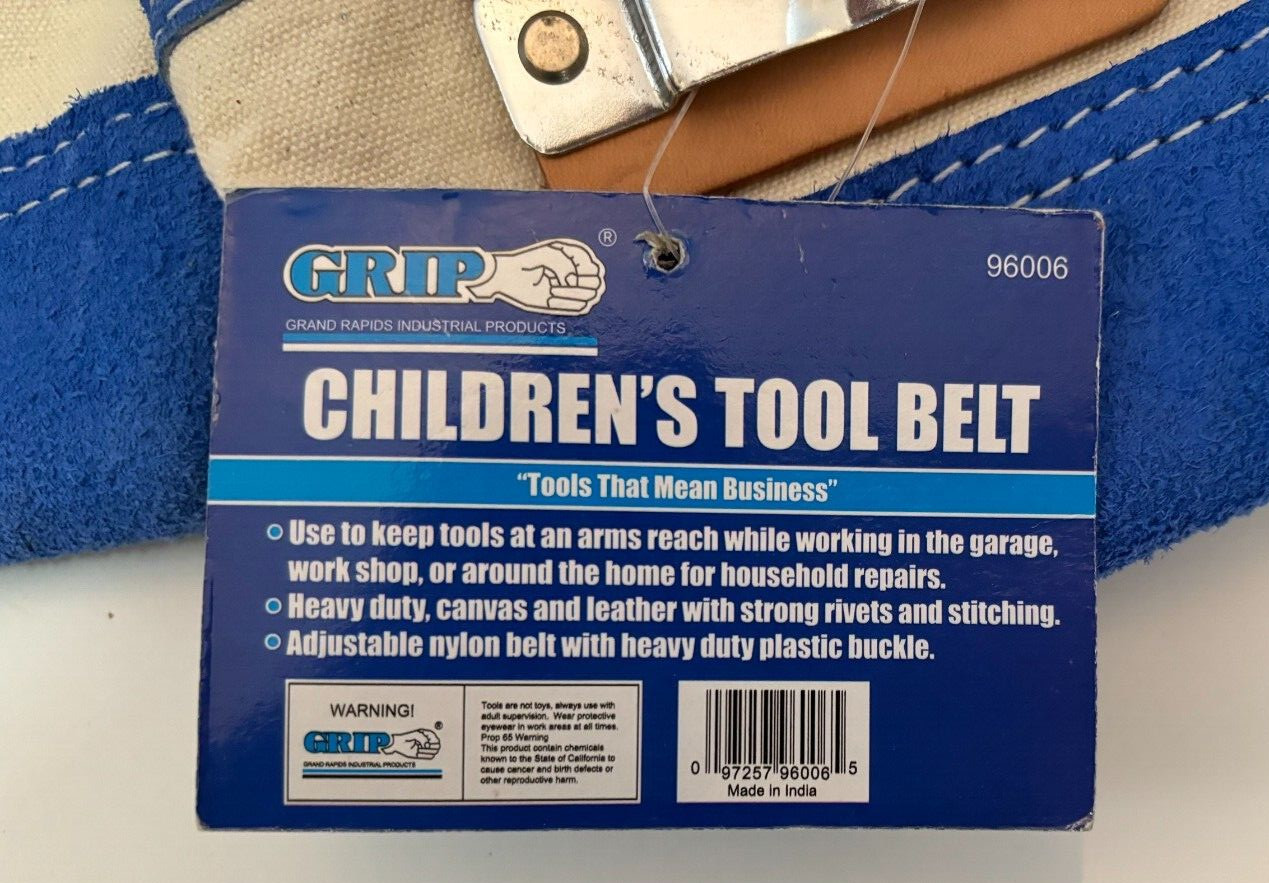 GRIP®
96006
GRAND RAPIDS INDUSTRIAL PRODUCTS
CHILDREN'S TOOL BELT
“Tools That Mean Business”
Use to keep tools at an arms reach while working in the garage,
work shop, or around the home for household repairs.
Heavy duty, canvas and leather with strong rivets and stitching.
Adjustable nylon belt with heavy duty plastic buckle.
WARNING!
GRIP®
GRAND RAPIDS INDUSTRIAL PRODUCTS
Tools are not toys, always use with
adult supervision. Wear protective
eyewear in work areas at all times.
Prop 65 Warning
This product contain chemicals
known to the State of California to
cause cancer and birth defects or
other reproductive harm.
0 97257 96006 5
Made in India